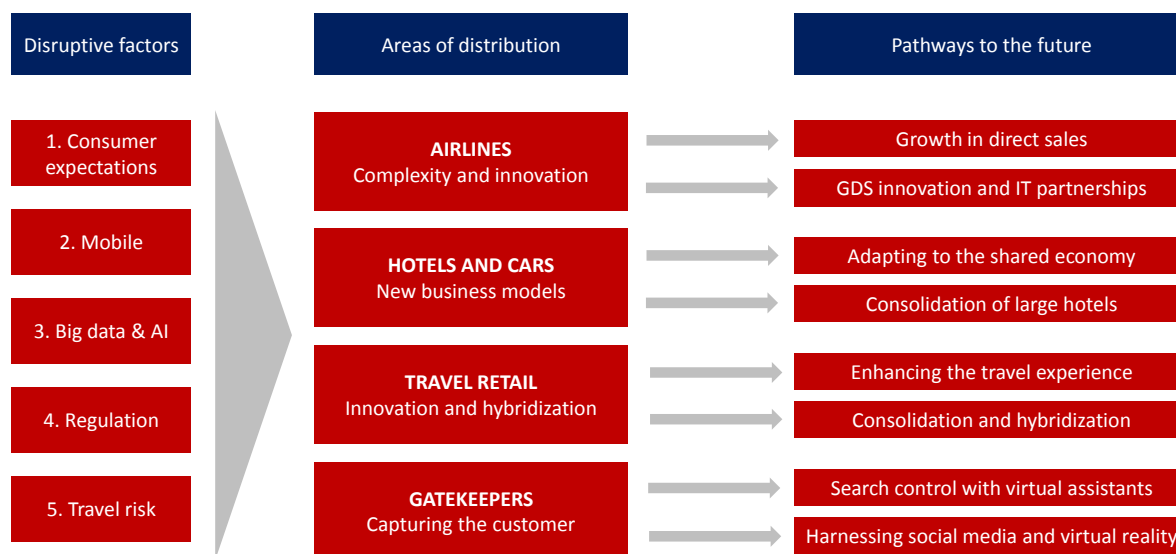 Disruptive factors
Areas of distribution
Pathways to the future
1. Consumer
expectations
2. Mobile
3. Big data & AI
4. Regulation
5. Travel risk
AIRLINES
Complexity and innovation
HOTELS AND CARS
New business models
TRAVEL RETAIL
Innovation and hybridization
GATEKEEPERS
Capturing the customer
Growth in direct sales
GDS innovation and IT partnerships
Adapting to the shared economy
Consolidation of large hotels
Enhancing the travel experience
Consolidation and hybridization
Search control with virtual assistants
Harnessing social media and virtual reality